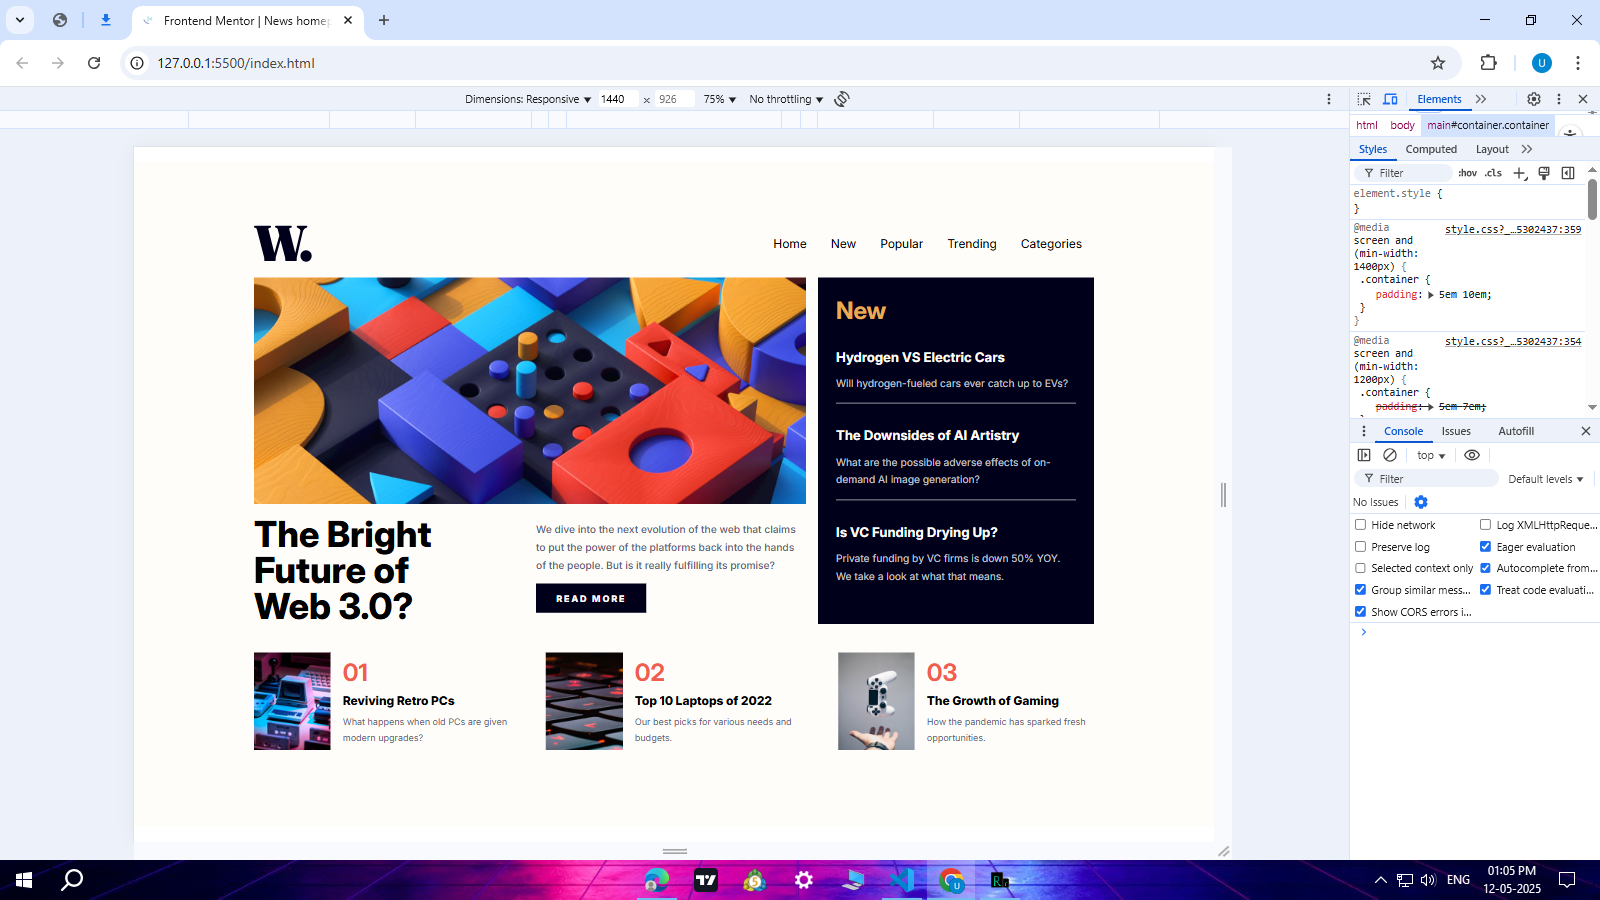 Frontend Mentor | News homep
127.0.0.1:5500/index.html
U
Dimensions: Responsive 1440 x 926 75% No throttling
Elements
html body main#container.container
Styles Computed Layout
Filter :hov .cls
element.style {
}
@media style.css?_…5302437:359
screen and
(min-width:
1400px) {
.container {
padding: 5em 10em;
}
}
@media style.css?_…5302437:354
screen and
(min-width:
1200px) {
.container {
padding: 5em 7em;
Console Issues Autofill
top
Filter Default levels
No Issues
Hide network Log XMLHttpReque...
Preserve log Eager evaluation
Selected context only Autocomplete from...
Group similar mess... Treat code evaluati...
Show CORS errors i...
W.
Home New Popular Trending Categories
New
Hydrogen VS Electric Cars
Will hydrogen-fueled cars ever catch up to EVs?
The Downsides of AI Artistry
What are the possible adverse effects of on-
demand AI image generation?
Is VC Funding Drying Up?
Private funding by VC firms is down 50% YOY.
We take a look at what that means.
The Bright
Future of
Web 3.0?
We dive into the next evolution of the web that claims
to put the power of the platforms back into the hands
of the people. But is it really fulfilling its promise?
READ MORE
01
Reviving Retro PCs
What happens when old PCs are given
modern upgrades?
02
Top 10 Laptops of 2022
Our best picks for various needs and
budgets.
03
The Growth of Gaming
How the pandemic has sparked fresh
opportunities.
ENG
01:05 PM
12-05-2025